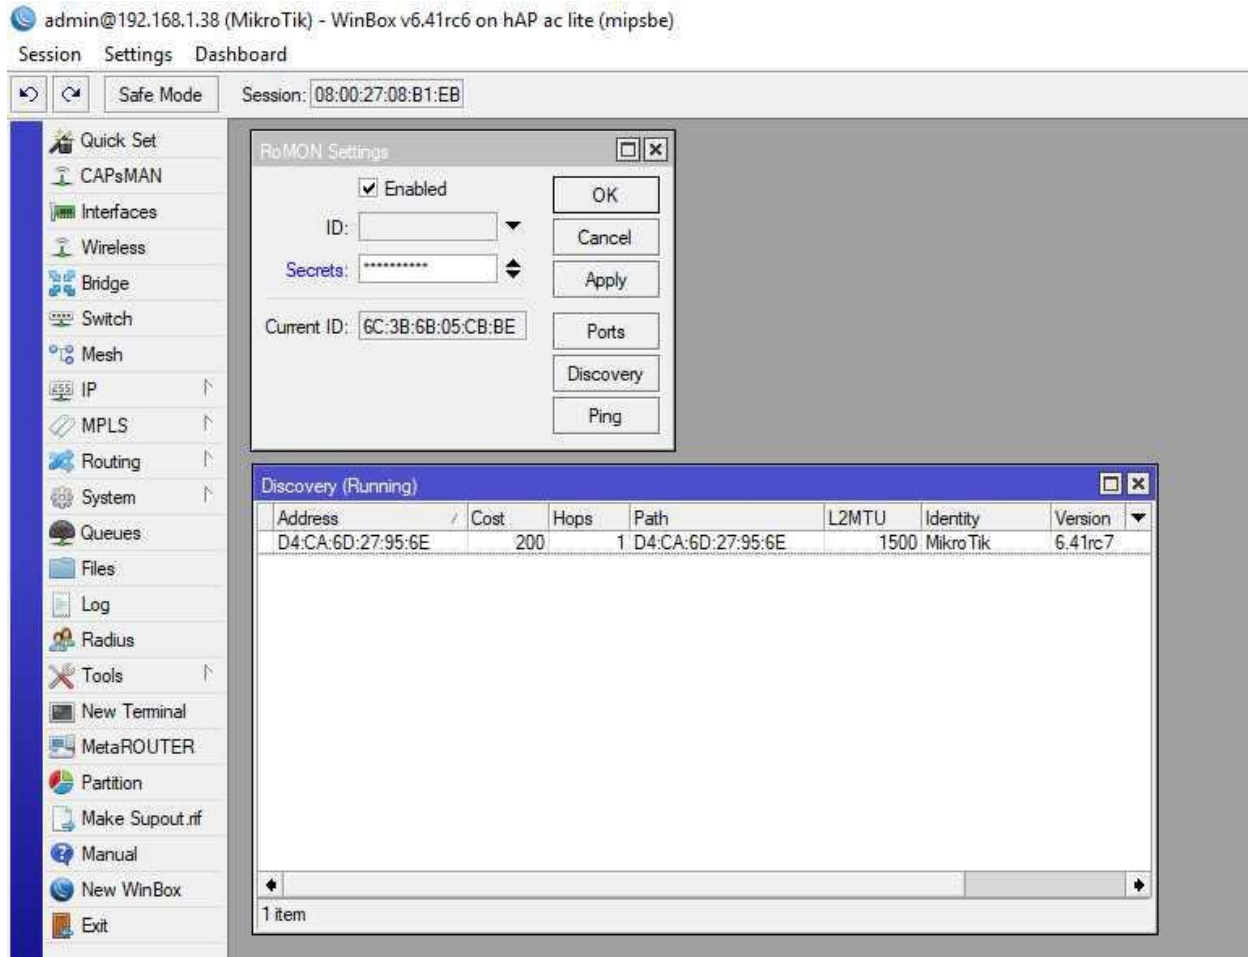 admin@192.168.1.38 (MikroTik) - WinBox v6.41rc6 on hAP ac lite (mipsbe)
Session Settings Dashboard
Safe Mode Session: 08:00:27:08:B1:EB
Quick Set
CAPsMAN
Interfaces
Wireless
Bridge
Switch
Mesh
IP
MPLS
Routing
System
Queues
Files
Log
Radius
Tools
New Terminal
MetaROUTER
Partition
Make Supout.rif
Manual
New WinBox
Exit
RoMON Settings
Enabled
ID:
Secrets: **********
Current ID: 6C:3B:6B:05:CB:BE
OK
Cancel
Apply
Ports
Discovery
Ping
Discovery (Running)
Address Cost Hops Path L2MTU Identity Version
D4:CA:6D:27:95:6E 200 1 D4:CA:6D:27:95:6E 1500 MikroTik 6.41rc7
1 item